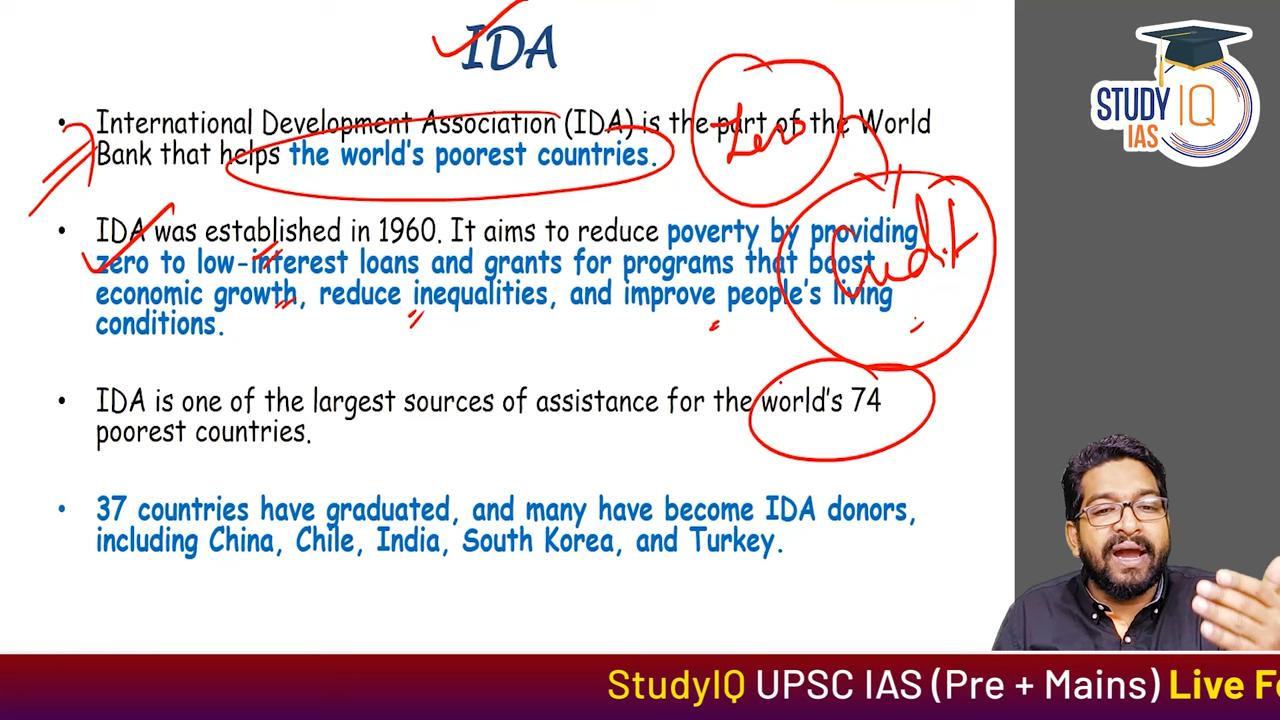 IDA
• International Development Association (IDA) is the part of the World
Bank that helps the world's poorest countries.
Zero
Credit
• IDA was established in 1960. It aims to reduce poverty by providing
zero to low-interest loans and grants for programs that boost
economic growth, reduce inequalities, and improve people's living
conditions.
• IDA is one of the largest sources of assistance for the world's 74
poorest countries.
• 37 countries have graduated, and many have become IDA donors,
including China, Chile, India, South Korea, and Turkey.
STUDY IQ
IAS
StudyIQ UPSC IAS (Pre + Mains) Live Fo